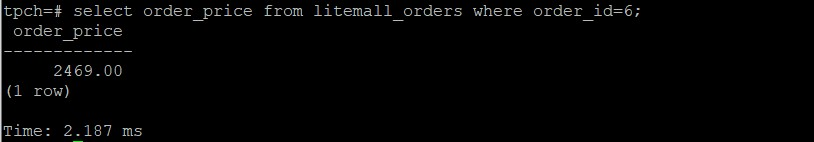 tpch=# select order_price from litemall_orders where order_id=6;
order_price
-------------
2469.00
(1 row)
Time: 2.187 ms